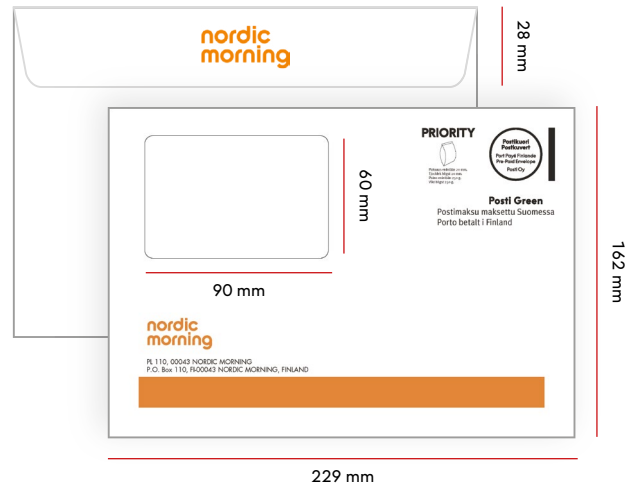 nordic
morning
28 mm
PRIORITY
Postikuori
Postkuvert
Port Payé Finlande
Pre-Paid Envelope
Posti Oy
Posti Green
Postimaksu maksettu Suomessa
Porto betalt i Finland
60 mm
90 mm
162 mm
nordic
morning
PL 110, 00043 NORDIC MORNING
P.O. Box 110, FI-00043 NORDIC MORNING, FINLAND
229 mm